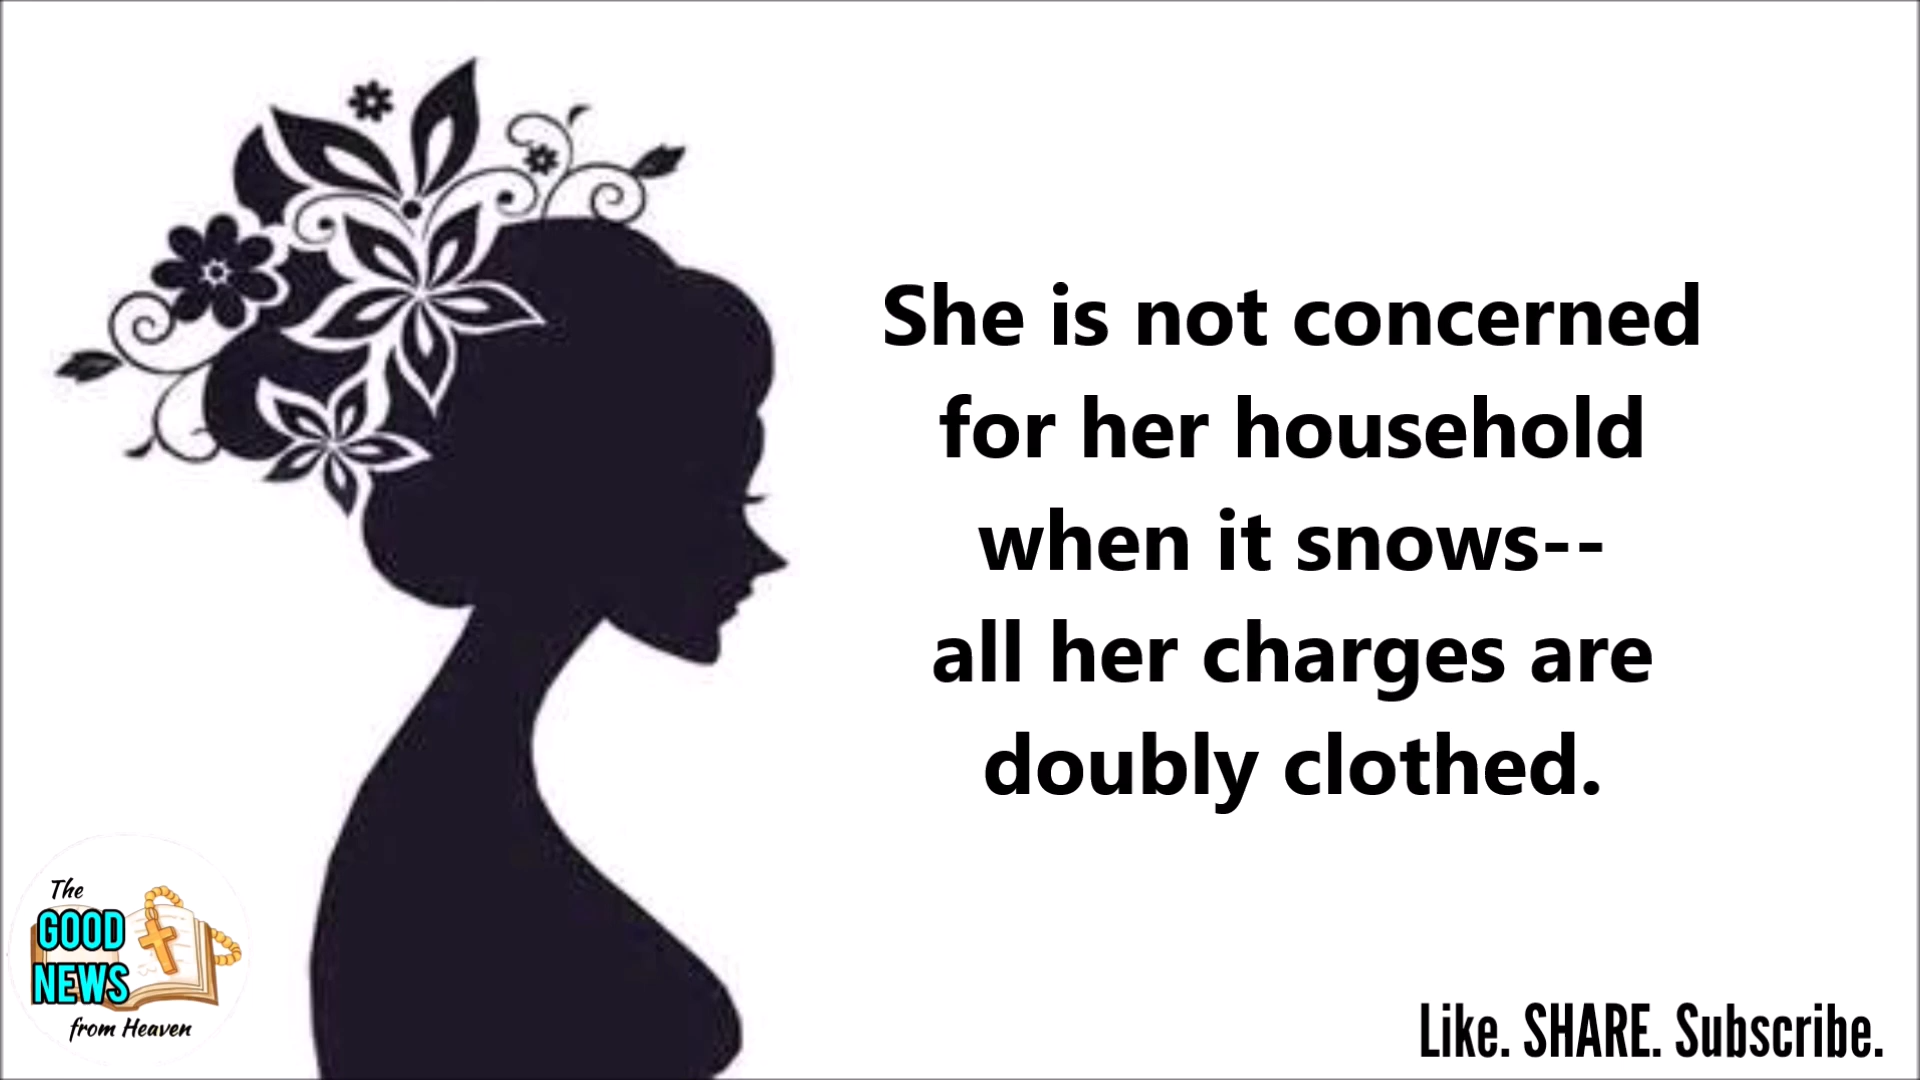 She is not concerned
for her household
when it snows--
all her charges are
doubly clothed.
The
GOOD
NEWS
from Heaven
Like. SHARE. Subscribe.